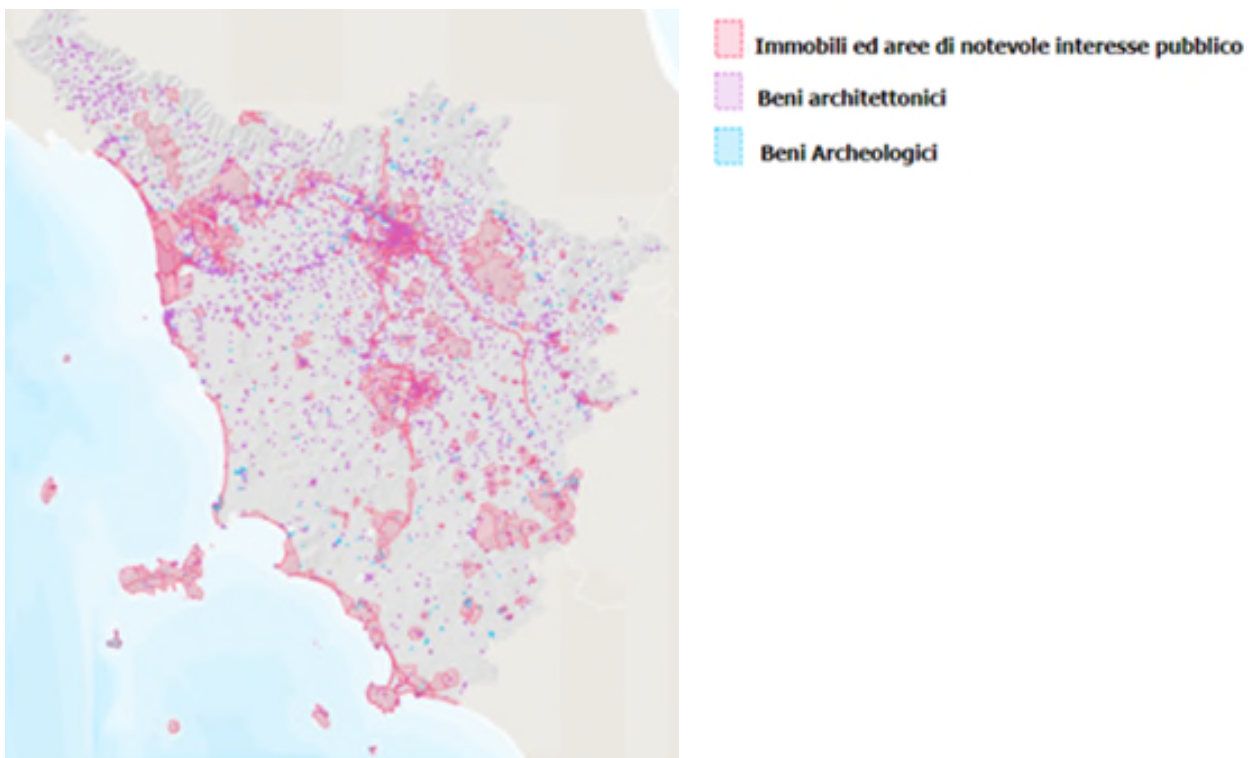 Immobili ed aree di notevole interesse pubblico
Beni architettonici
Beni Archeologici